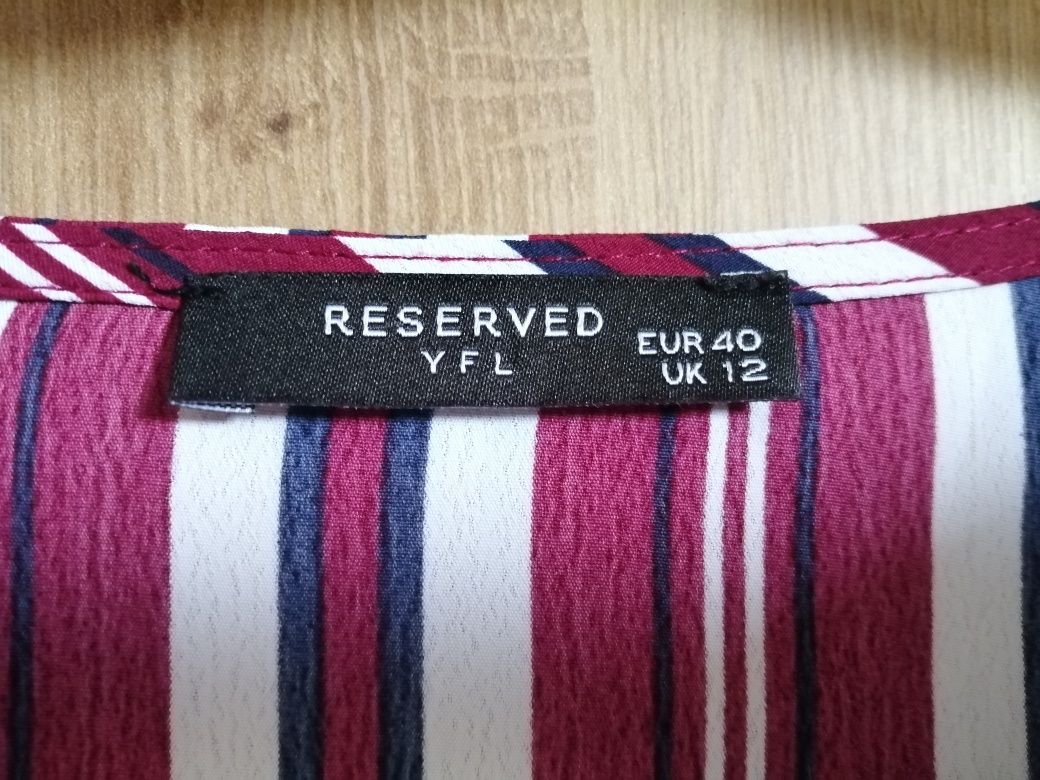 RESERVED
YFL
EUR 40
UK 12